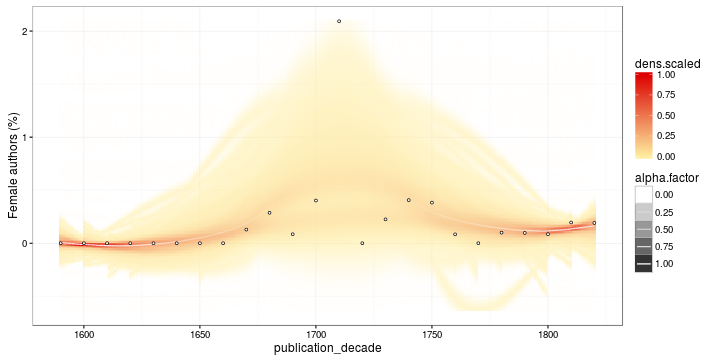 Female authors (%)
2
1
0
1600 1650 1700 1750 1800
publication_decade
dens.scaled
1.00
0.75
0.50
0.25
0.00
alpha.factor
0.00
0.25
0.50
0.75
1.00